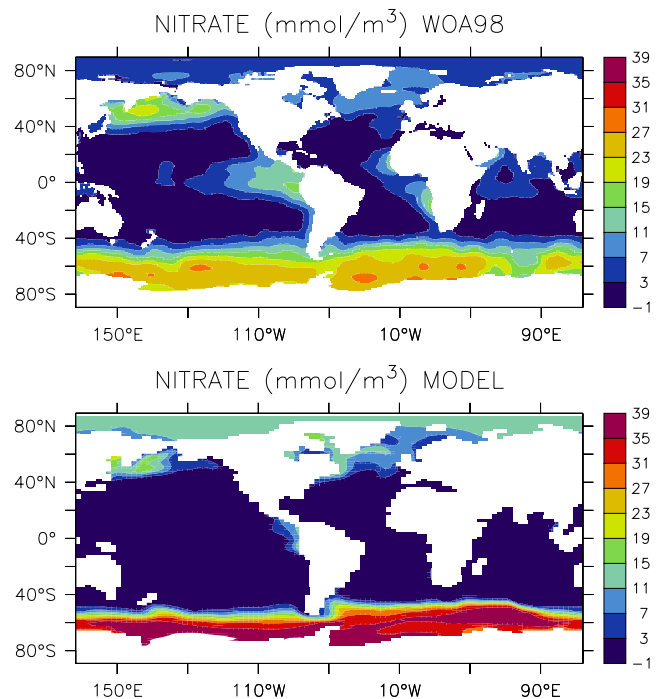 NITRATE (mmol/m³) WOA98
80°N
40°N
0°
40°S
80°S
150°E
110°W
10°W
90°E
39
35
31
27
23
19
15
11
7
3
-1
NITRATE (mmol/m³) MODEL
80°N
40°N
0°
40°S
80°S
150°E
110°W
10°W
90°E
39
35
31
27
23
19
15
11
7
3
-1